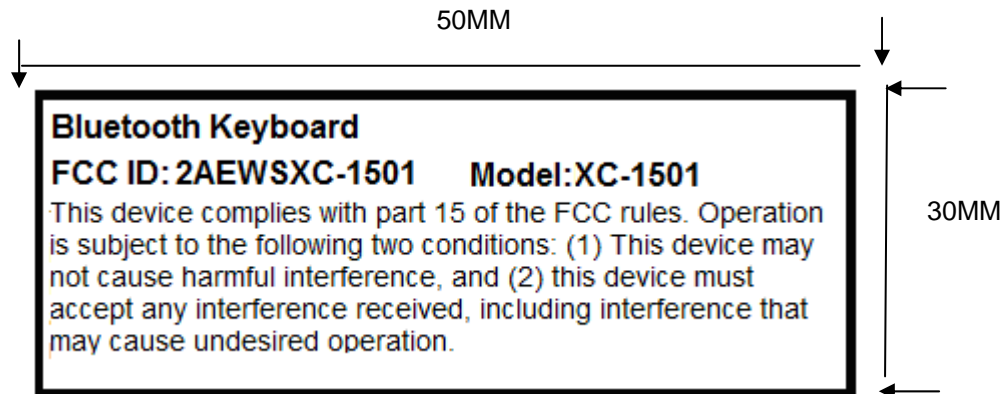 50MM
Bluetooth Keyboard
FCC ID: 2AEWSXC-1501 Model:XC-1501
This device complies with part 15 of the FCC rules. Operation
is subject to the following two conditions: (1) This device may
not cause harmful interference, and (2) this device must
accept any interference received, including interference that
may cause undesired operation.
30MM